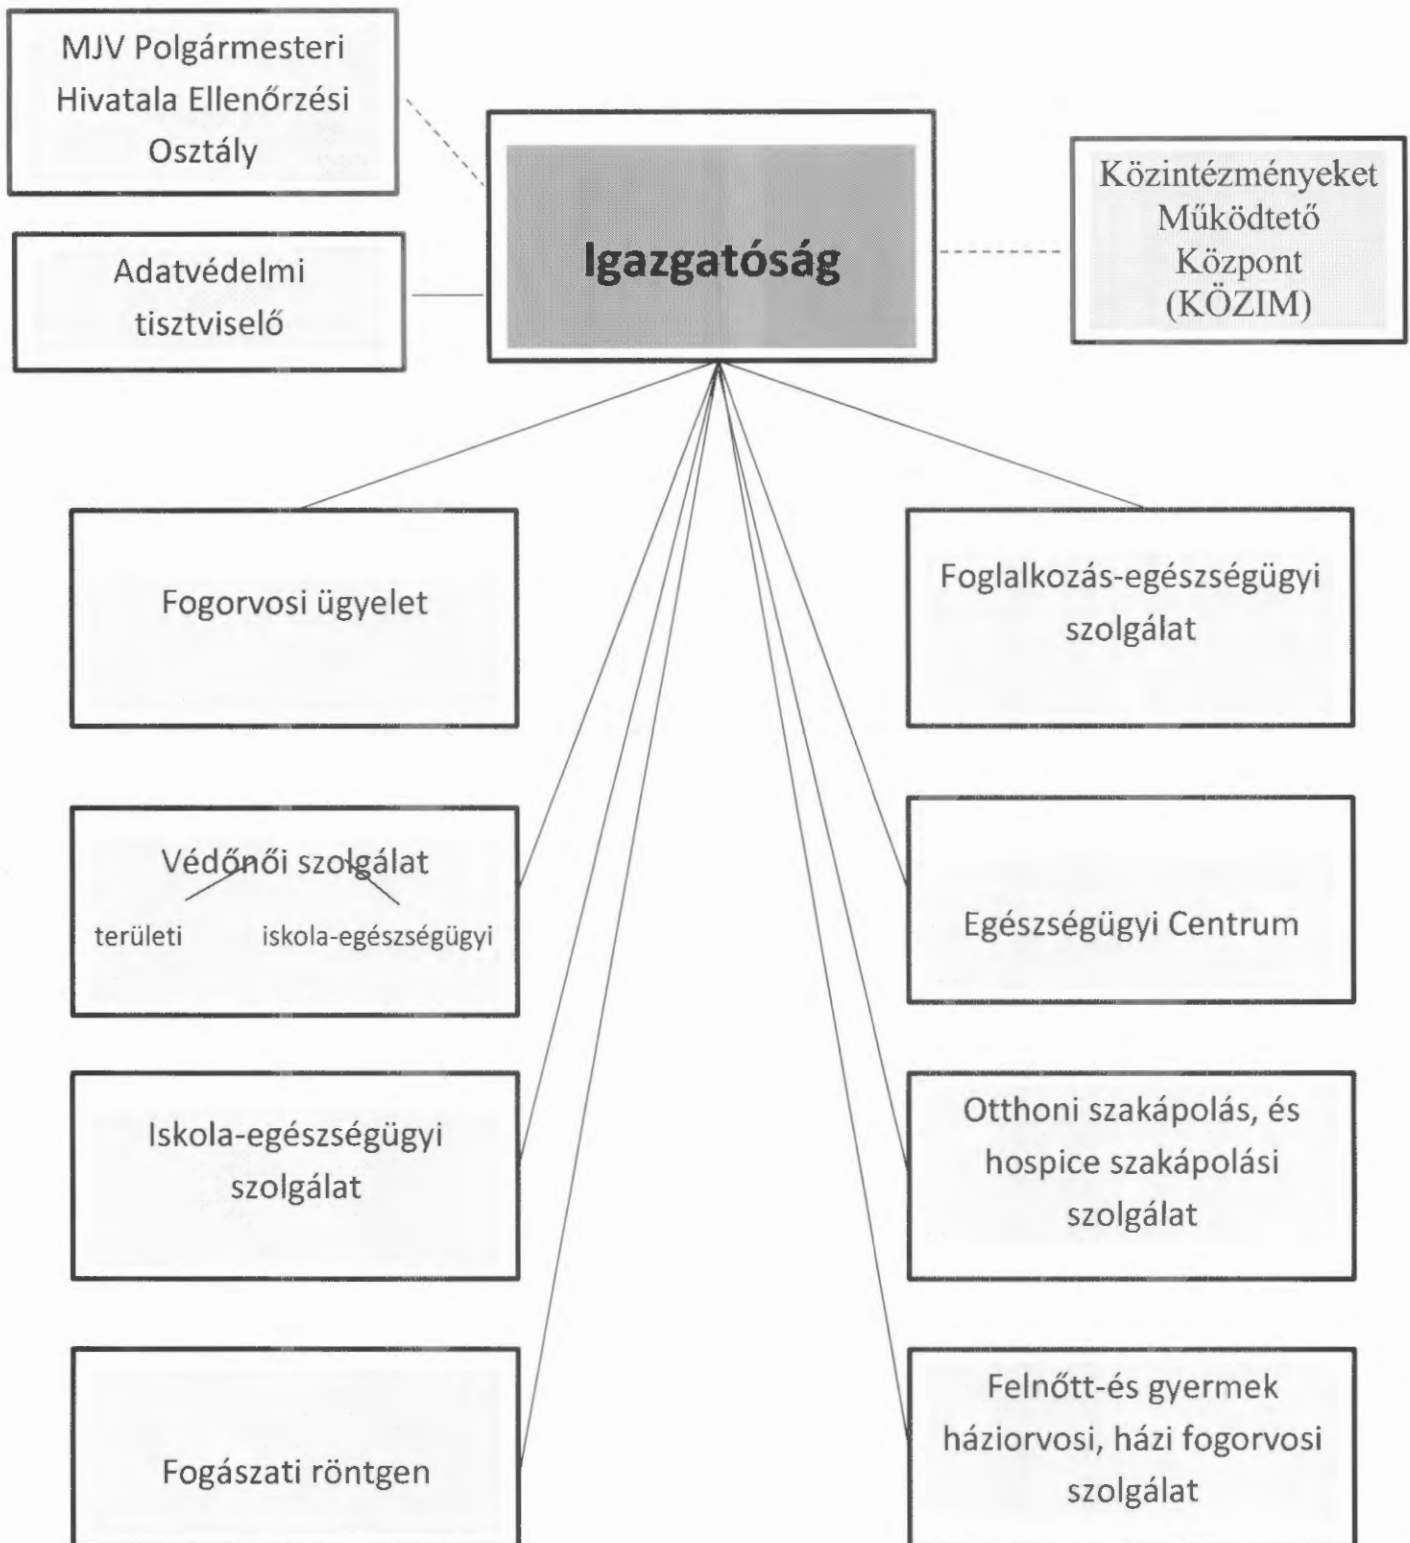 MJV Polgármesteri
Hivatala Ellenőrzési
Osztály
Adatvédelmi
tisztviselő
Igazgatóság
Közintézményeket
Működtető
Központ
(KÖZIM)
Fogorvosi ügyelet
Foglalkozás-egészségügyi
szolgálat
Védőnői szolgálat
területi iskola-egészségügyi
Egészségügyi Centrum
Iskola-egészségügyi
szolgálat
Otthoni szakápolás, és
hospice szakápolási
szolgálat
Fogászati röntgen
Felnőtt-és gyermek
háziorvosi, házi fogorvosi
szolgálat